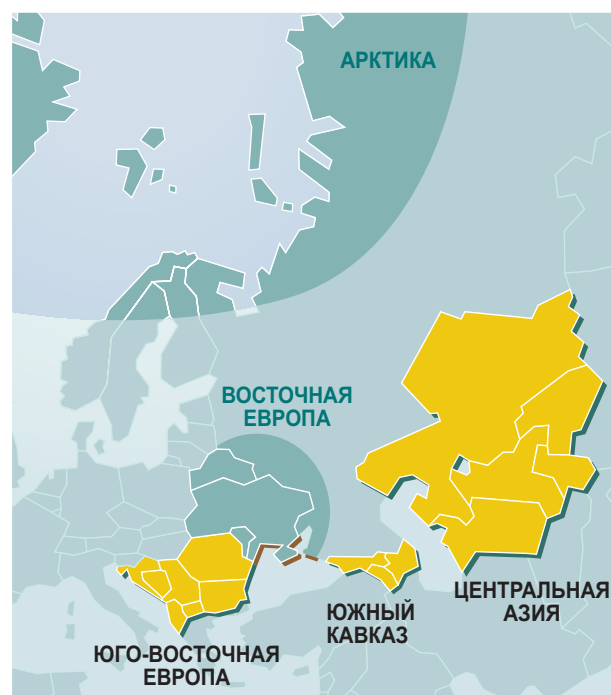 АРКТИКА
ВОСТОЧНАЯ
ЕВРОПА
ЦЕНТРАЛЬНАЯ
АЗИЯ
ЮЖНЫЙ
КАВКАЗ
ЮГО-ВОСТОЧНАЯ
ЕВРОПА